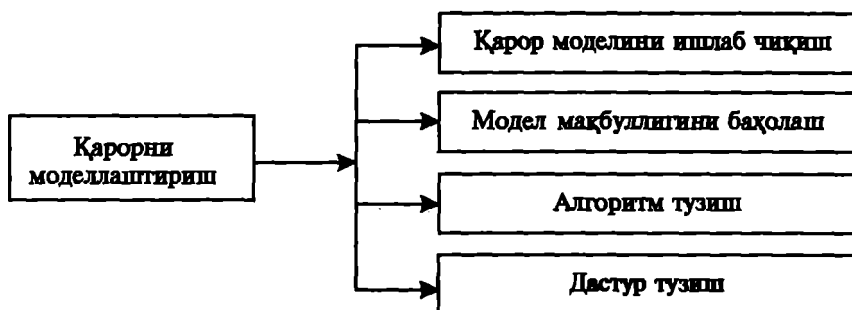 Қарорни
моделлаштириш
Қарор моделини ишлаб чиқиш
Модел мақбуллигини баҳолаш
Алгоритм тузиш
Дастур тузиш